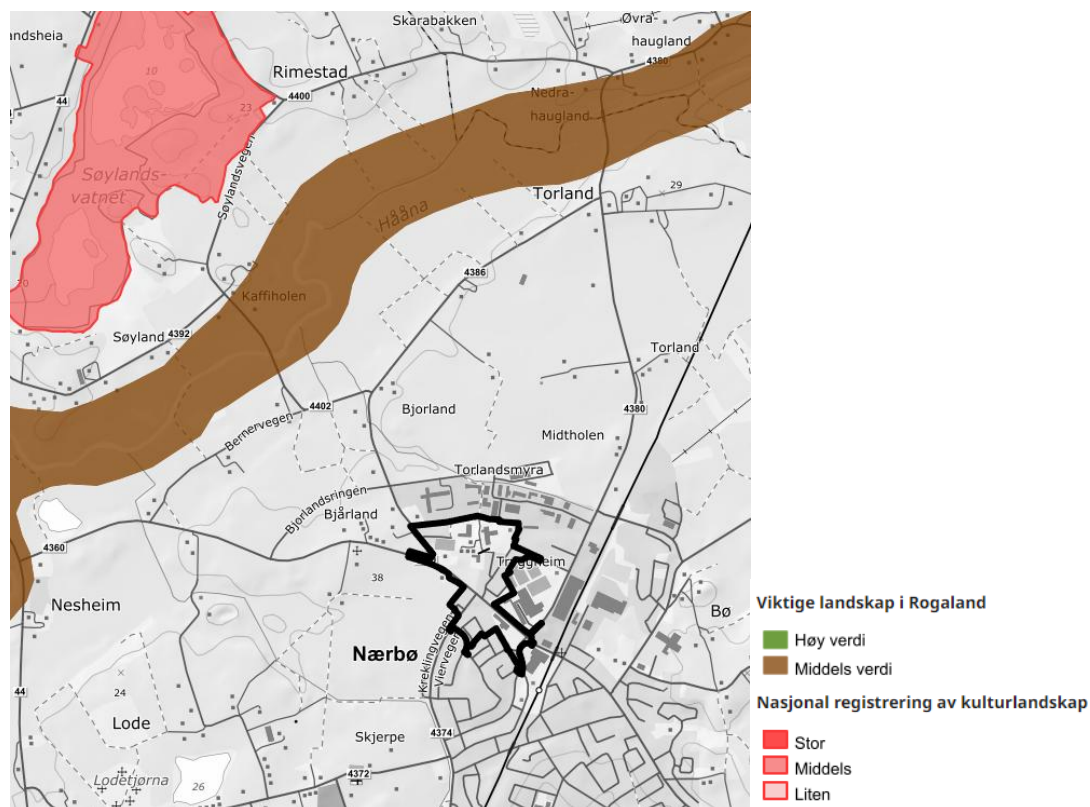 Skarabakken
Øvra-
haugland
andsheia
Rimestad
10
4380
44
4400
23
Nedra-
haugland
Søylands-
vatnet
Søylandsvegen
Torland
29
Hååna
4386
Kaffiholen
Søyland
4392
Torland
4402
Bjorland
4380
Bernervegen
Midtholen
Torlandsmyra
Bjorlandsringen
Bjårland
4360
38
Nesheim
Bø
Kreklingvegen
Viervegen
Nærbø
44
24
Lode
Skjerpe
4374
Lodetjørna
26
4372
Viktige landskap i Rogaland
Høy verdi
Middels verdi
Nasjonal registrering av kulturlandskap
Stor
Middels
Liten